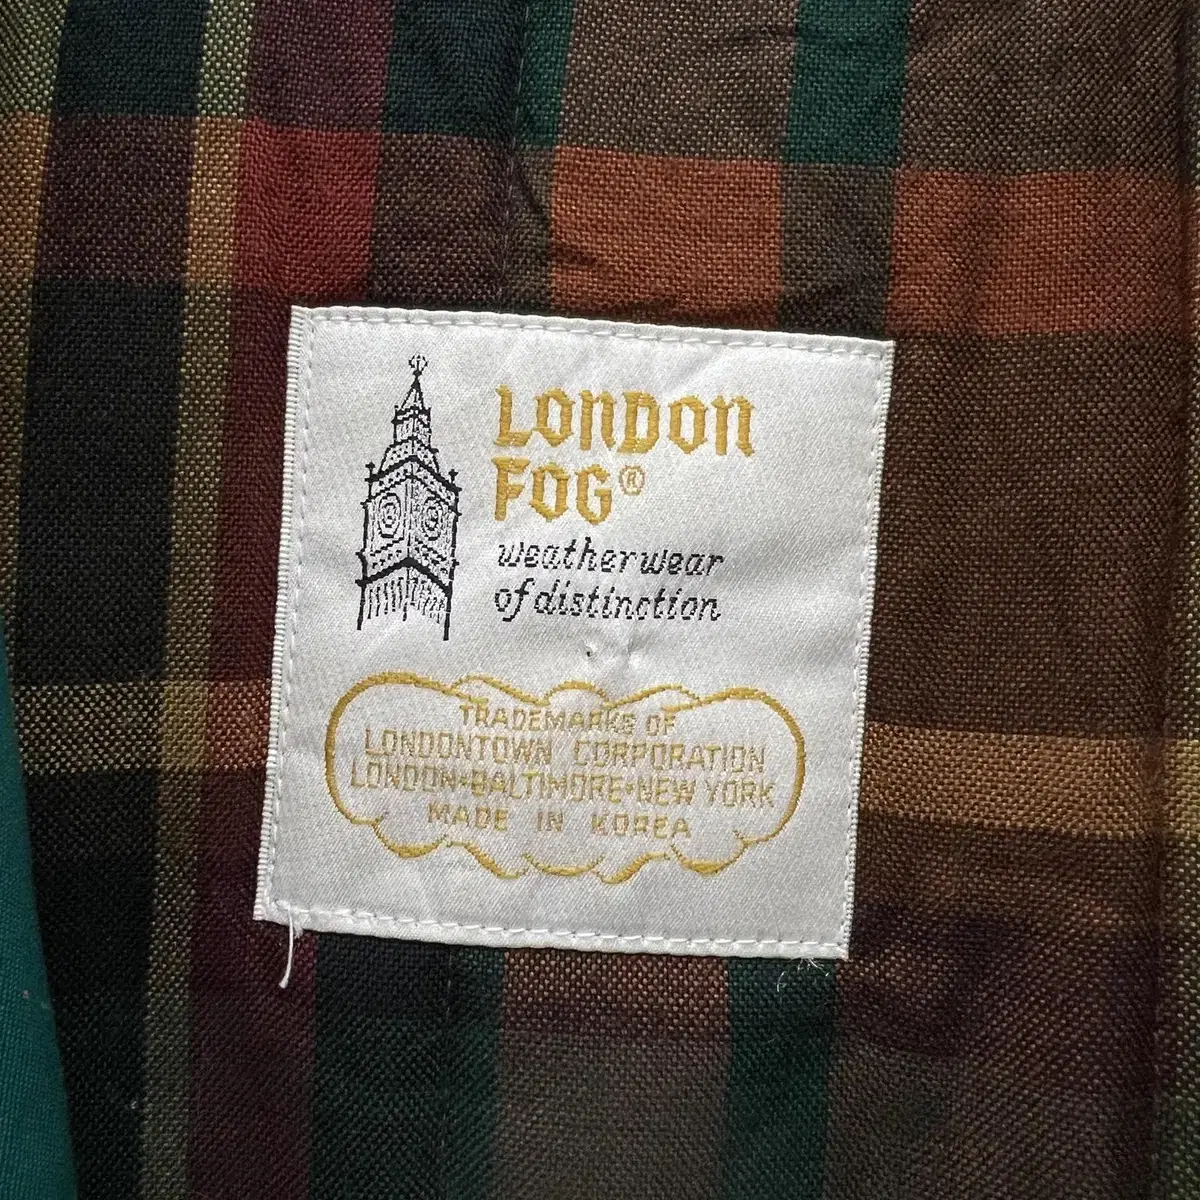 LONDON
FOG®
weatherwear
of distinction
TRADEMARKS OF
LONDONTOWN CORPORATION
LONDON•BALTIMORE•NEW YORK
MADE IN KOREA